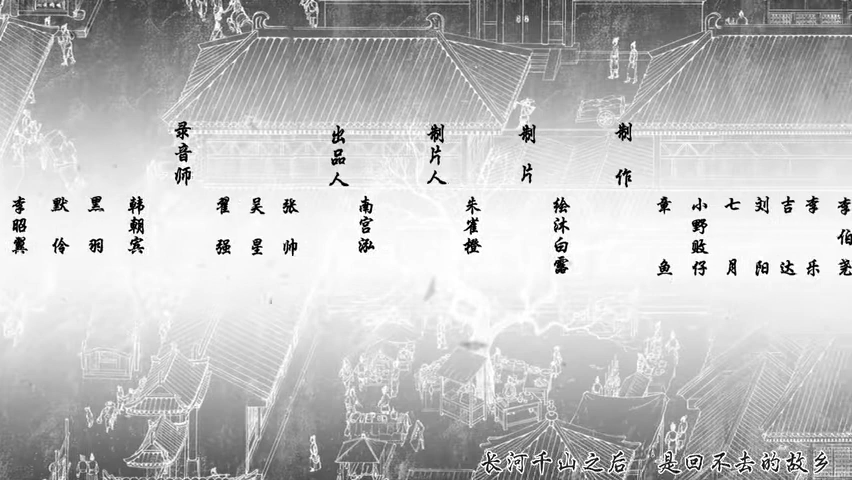 李昭翼
默伶
黑羽
韩朝宾
录音师
翟强
吴星
张帅
出品人
南宫泓
制片人
朱雀橙
制片
绘沐白露
制作
章鱼
小野败仔
七月
刘阳
吉达
李乐
李伯尧
长河千山之后 是回不去的故乡